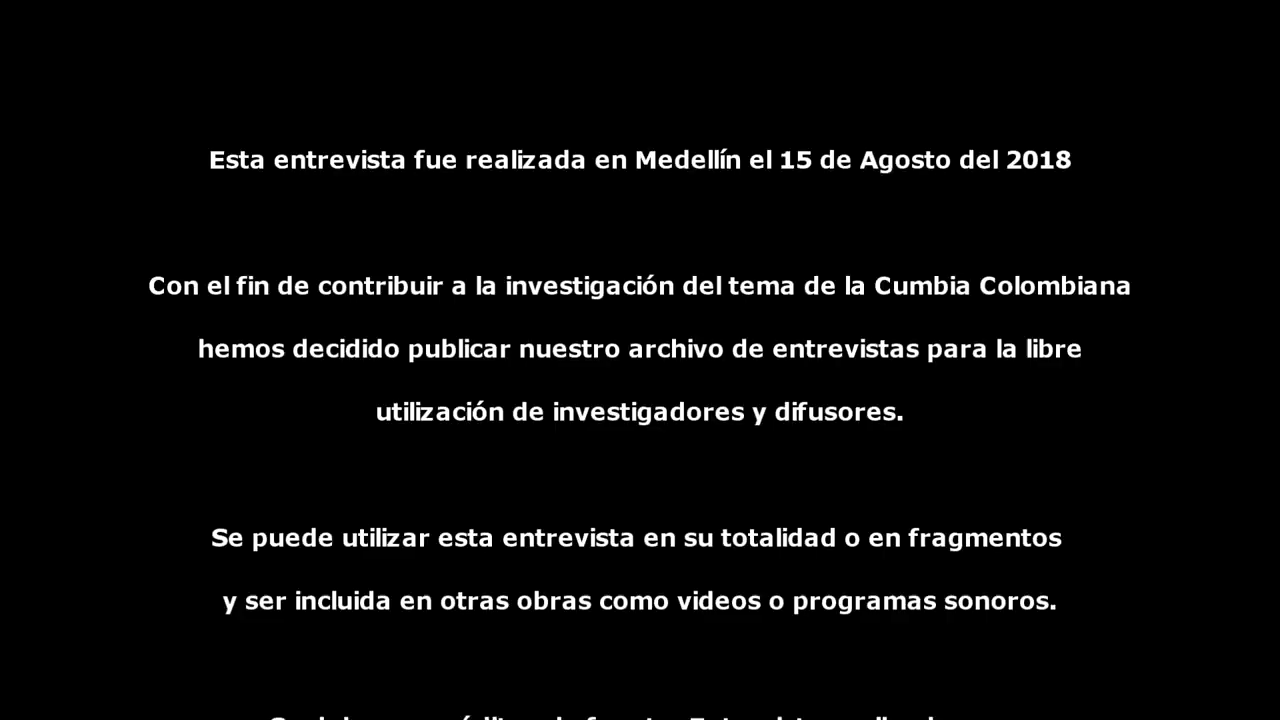 Esta entrevista fue realizada en Medellín el 15 de Agosto del 2018
Con el fin de contribuir a la investigación del tema de la Cumbia Colombiana
hemos decidido publicar nuestro archivo de entrevistas para la libre
utilización de investigadores y difusores.
Se puede utilizar esta entrevista en su totalidad o en fragmentos
y ser incluida en otras obras como videos o programas sonoros.